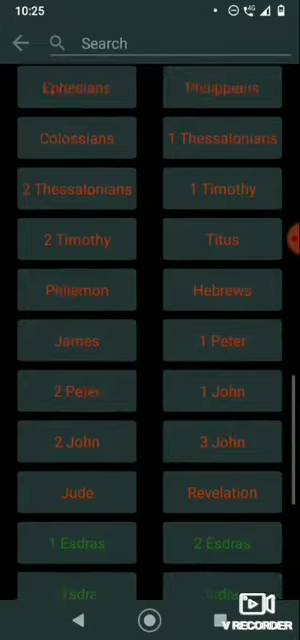 10:25
4G
Search
Ephesians Philippians
Colossians 1 Thessalonians
2 Thessalonians 1 Timothy
2 Timothy Titus
Philemon Hebrews
James 1 Peter
2 Peter 1 John
2 John 3 John
Jude Revelation
1 Esdras 2 Esdras
V RECORDER